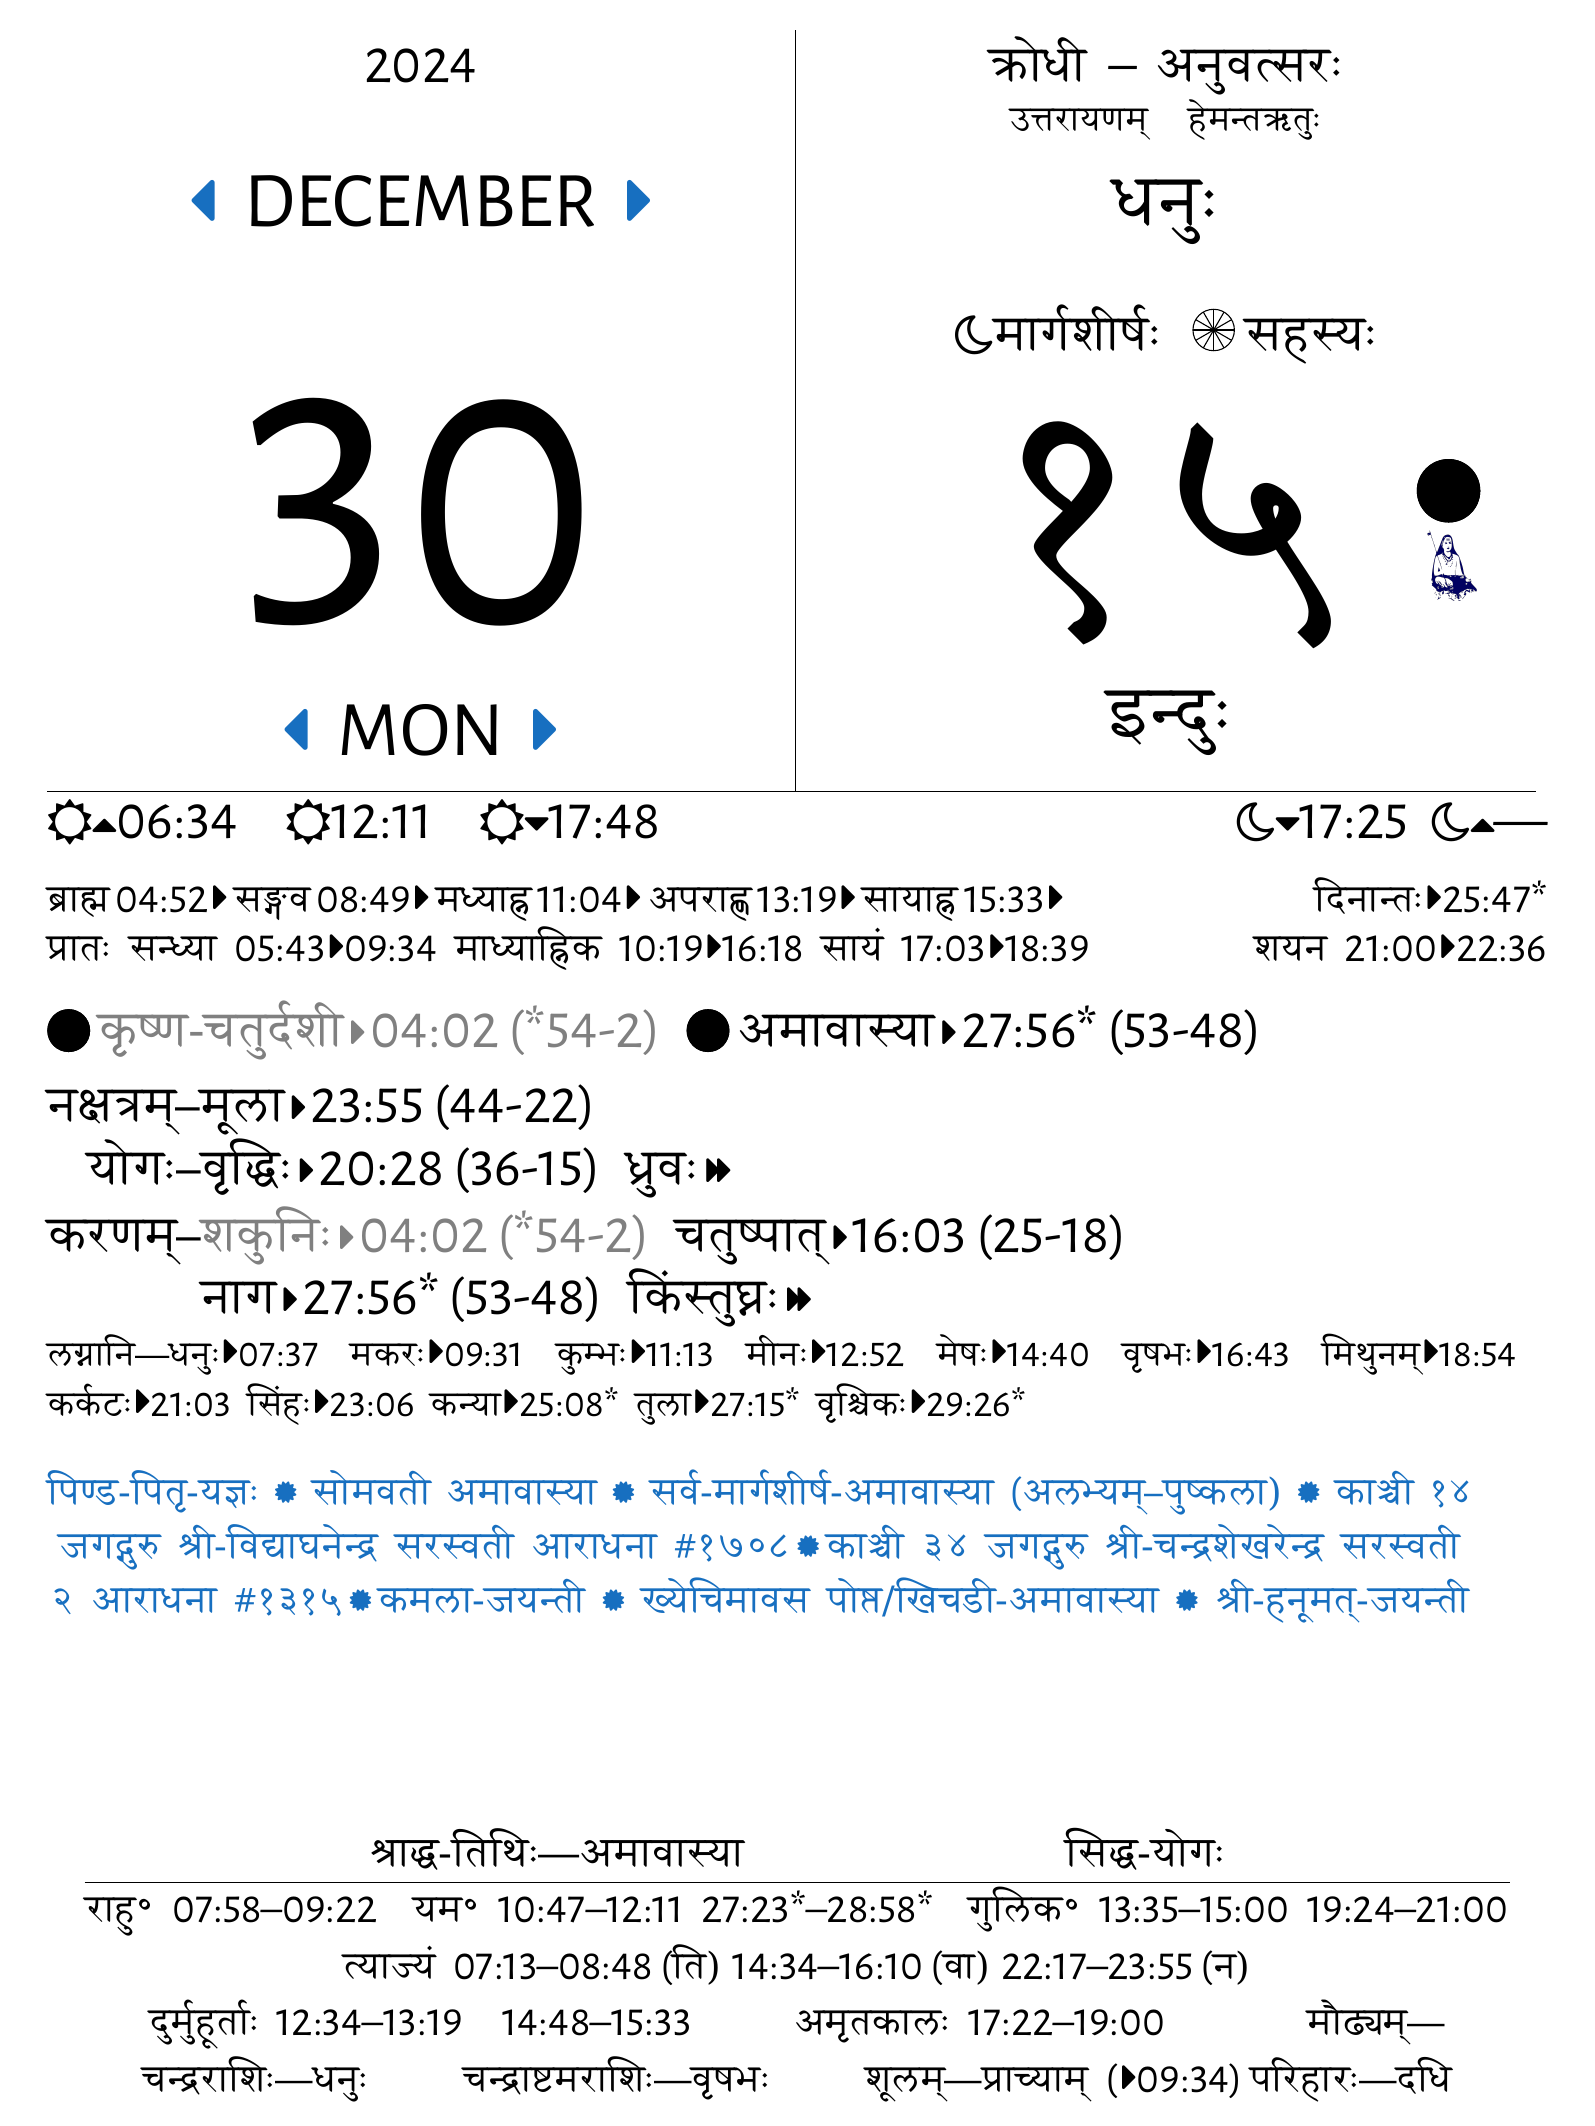 2024
DECEMBER
30
MON
क्रोधी – अनुवत्सरः
उत्तरायणम् हेमन्तऋतुः
धनुः
मार्गशीर्षः सहस्यः
१५
इन्दुः
06:34 12:11 17:48 17:25 —
ब्राह्म 04:52 सङ्गव 08:49 मध्याह्न 11:04 अपराह्ण 13:19 सायाह्न 15:33 दिनान्तः 25:47*
प्रातः सन्ध्या 05:43 09:34 माध्याह्निक 10:19 16:18 सायं 17:03 18:39 शयन 21:00 22:36
कृष्ण-चतुर्दशी 04:02 (*54-2) अमावास्या 27:56* (53-48)
नक्षत्रम्–मूला 23:55 (44-22)
योगः–वृद्धिः 20:28 (36-15) ध्रुवः
करणम्–शकुनिः 04:02 (*54-2) चतुष्पात् 16:03 (25-18)
नाग 27:56* (53-48) किंस्तुघ्नः
लग्नानि—धनुः 07:37 मकरः 09:31 कुम्भः 11:13 मीनः 12:52 मेषः 14:40 वृषभः 16:43 मिथुनम् 18:54
कर्कटः 21:03 सिंहः 23:06 कन्या 25:08* तुला 27:15* वृश्चिकः 29:26*
पिण्ड-पितृ-यज्ञः ✹ सोमवती अमावास्या ✹ सर्व-मार्गशीर्ष-अमावास्या (अलभ्यम्–पुष्कला) ✹ काञ्ची १४
जगद्गुरु श्री-विद्याघनेन्द्र सरस्वती आराधना #१७०८ ✹ काञ्ची ३४ जगद्गुरु श्री-चन्द्रशेखरेन्द्र सरस्वती
२ आराधना #१३१५ ✹ कमला-जयन्ती ✹ ख्येचिमावस पोष्त/खिचडी-अमावास्या ✹ श्री-हनूमत्-जयन्ती
श्राद्ध-तिथिः—अमावास्या सिद्ध-योगः
राहु॰ 07:58–09:22 यम॰ 10:47–12:11 27:23*–28:58* गुलिक॰ 13:35–15:00 19:24–21:00
त्याज्यं 07:13–08:48 (ति) 14:34–16:10 (वा) 22:17–23:55 (न)
दुर्मुहूर्ताः 12:34–13:19 14:48–15:33 अमृतकालः 17:22–19:00 मौढ्यम्—
चन्द्रराशिः—धनुः चन्द्राष्टमराशिः—वृषभः शूलम्—प्राच्याम् (09:34) परिहारः—दधि